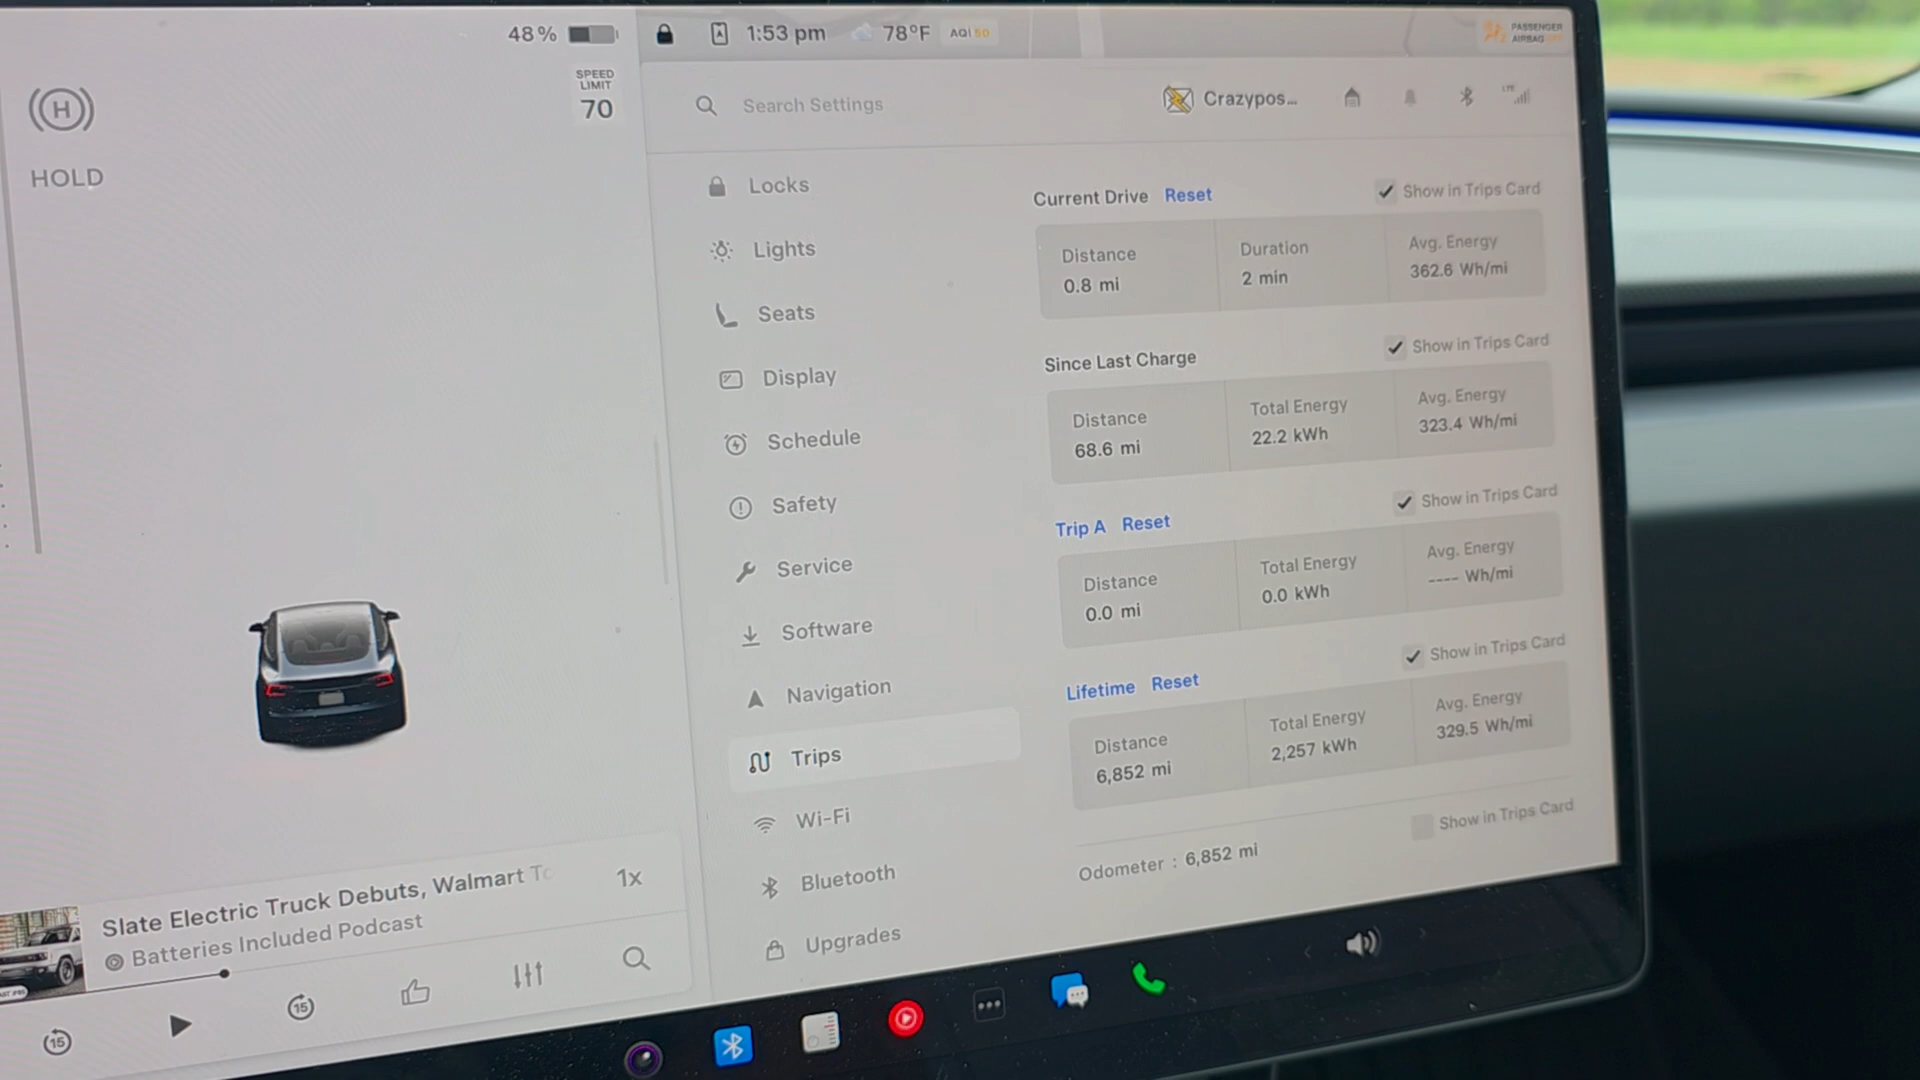 48 %
1:53 pm
78°F
AQI 50
PASSENGER
AIRBAG
H
HOLD
SPEED
LIMIT
70
Search Settings
Crazypos...
LTE
Locks
Lights
Seats
Display
Schedule
Safety
Service
Software
Navigation
Trips
Wi-Fi
Bluetooth
Upgrades
Current Drive Reset
Show in Trips Card
Distance
0.8 mi
Duration
2 min
Avg. Energy
362.6 Wh/mi
Since Last Charge
Show in Trips Card
Distance
68.6 mi
Total Energy
22.2 kWh
Avg. Energy
323.4 Wh/mi
Trip A Reset
Show in Trips Card
Distance
0.0 mi
Total Energy
0.0 kWh
Avg. Energy
---- Wh/mi
Lifetime Reset
Show in Trips Card
Distance
6,852 mi
Total Energy
2,257 kWh
Avg. Energy
329.5 Wh/mi
Odometer : 6,852 mi
Show in Trips Card
Slate Electric Truck Debuts, Walmart To
Batteries Included Podcast
1x
15
15